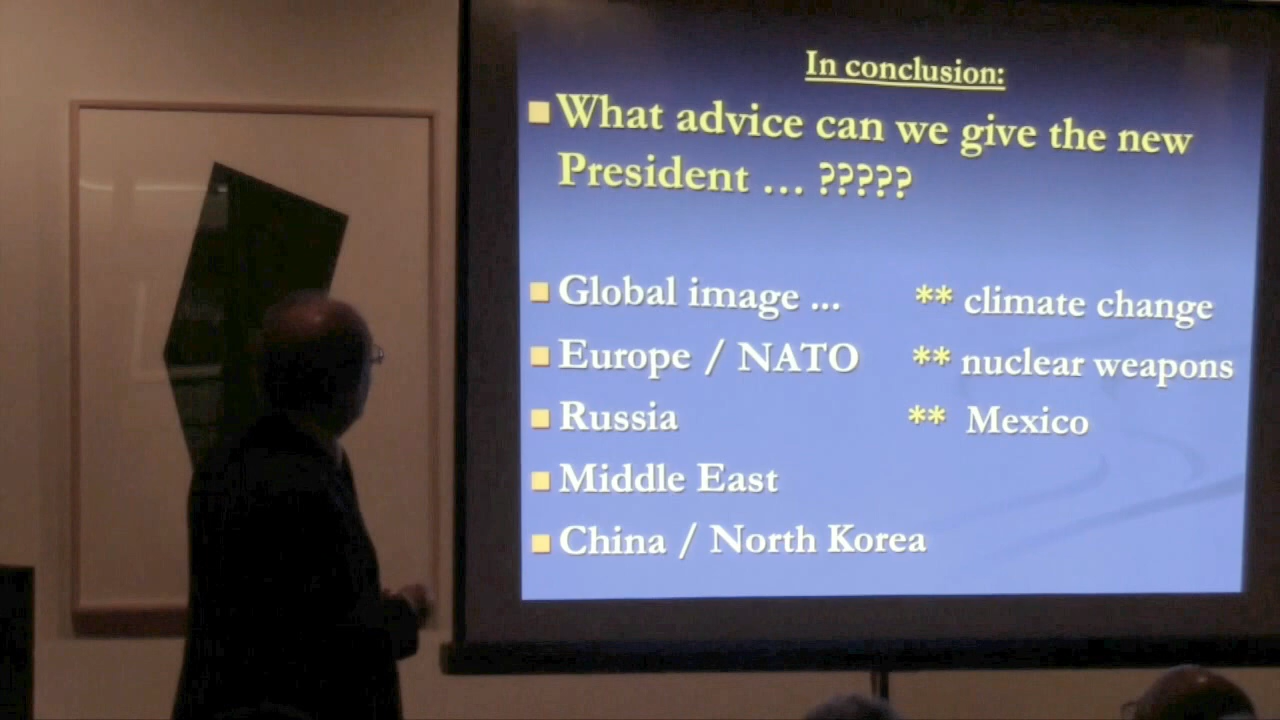 In conclusion:
What advice can we give the new
President ... ?????
Global image ... ** climate change
Europe / NATO ** nuclear weapons
Russia ** Mexico
Middle East
China / North Korea